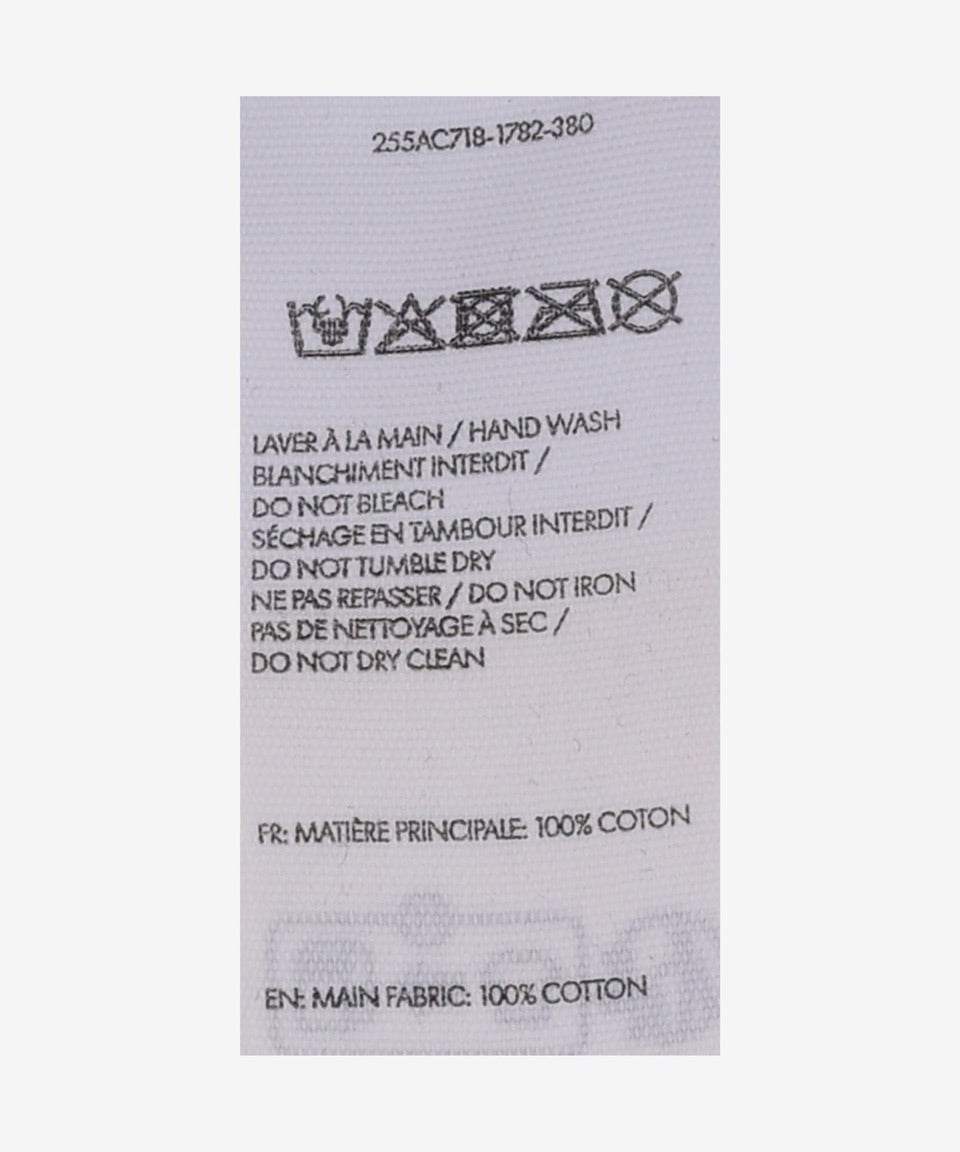 255AC718-1782-380
LAVER À LA MAIN / HAND WASH
BLANCHIMENT INTERDIT /
DO NOT BLEACH
SÉCHAGE EN TAMBOUR INTERDIT /
DO NOT TUMBLE DRY
NE PAS REPASSER / DO NOT IRON
PAS DE NETTOYAGE À SEC /
DO NOT DRY CLEAN
FR: MATIÈRE PRINCIPALE: 100% COTON
EN: MAIN FABRIC: 100% COTTON